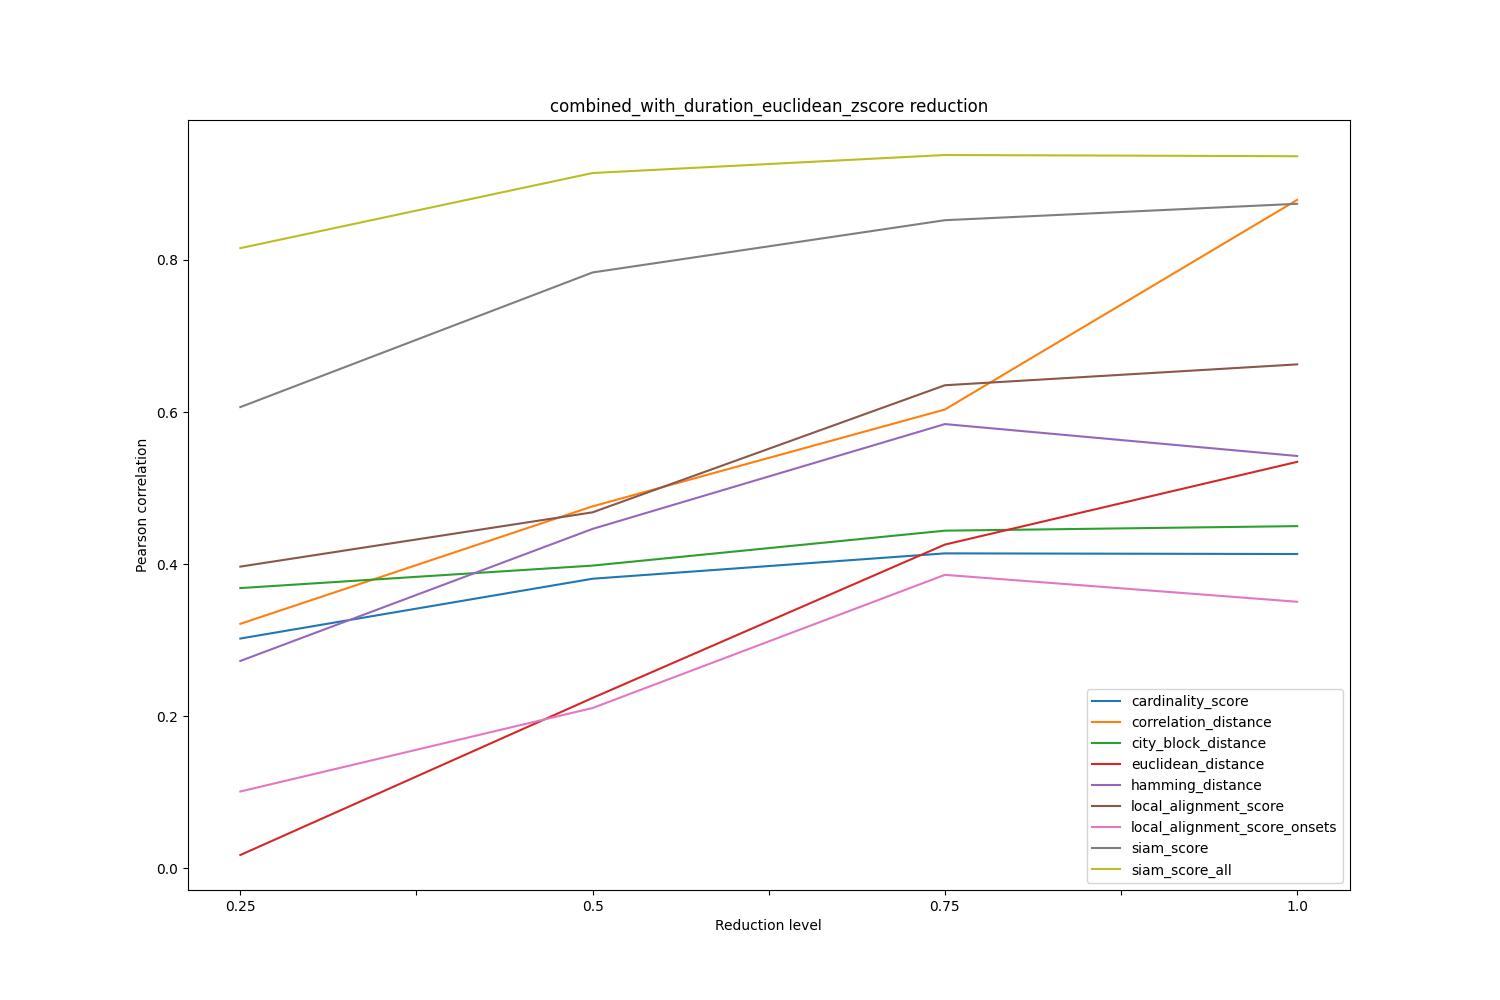 combined_with_duration_euclidean_zscore reduction
0.8
0.6
0.4
0.2
0.0
Pearson correlation
0.25 0.5 0.75 1.0
Reduction level
cardinality_score
correlation_distance
city_block_distance
euclidean_distance
hamming_distance
local_alignment_score
local_alignment_score_onsets
siam_score
siam_score_all